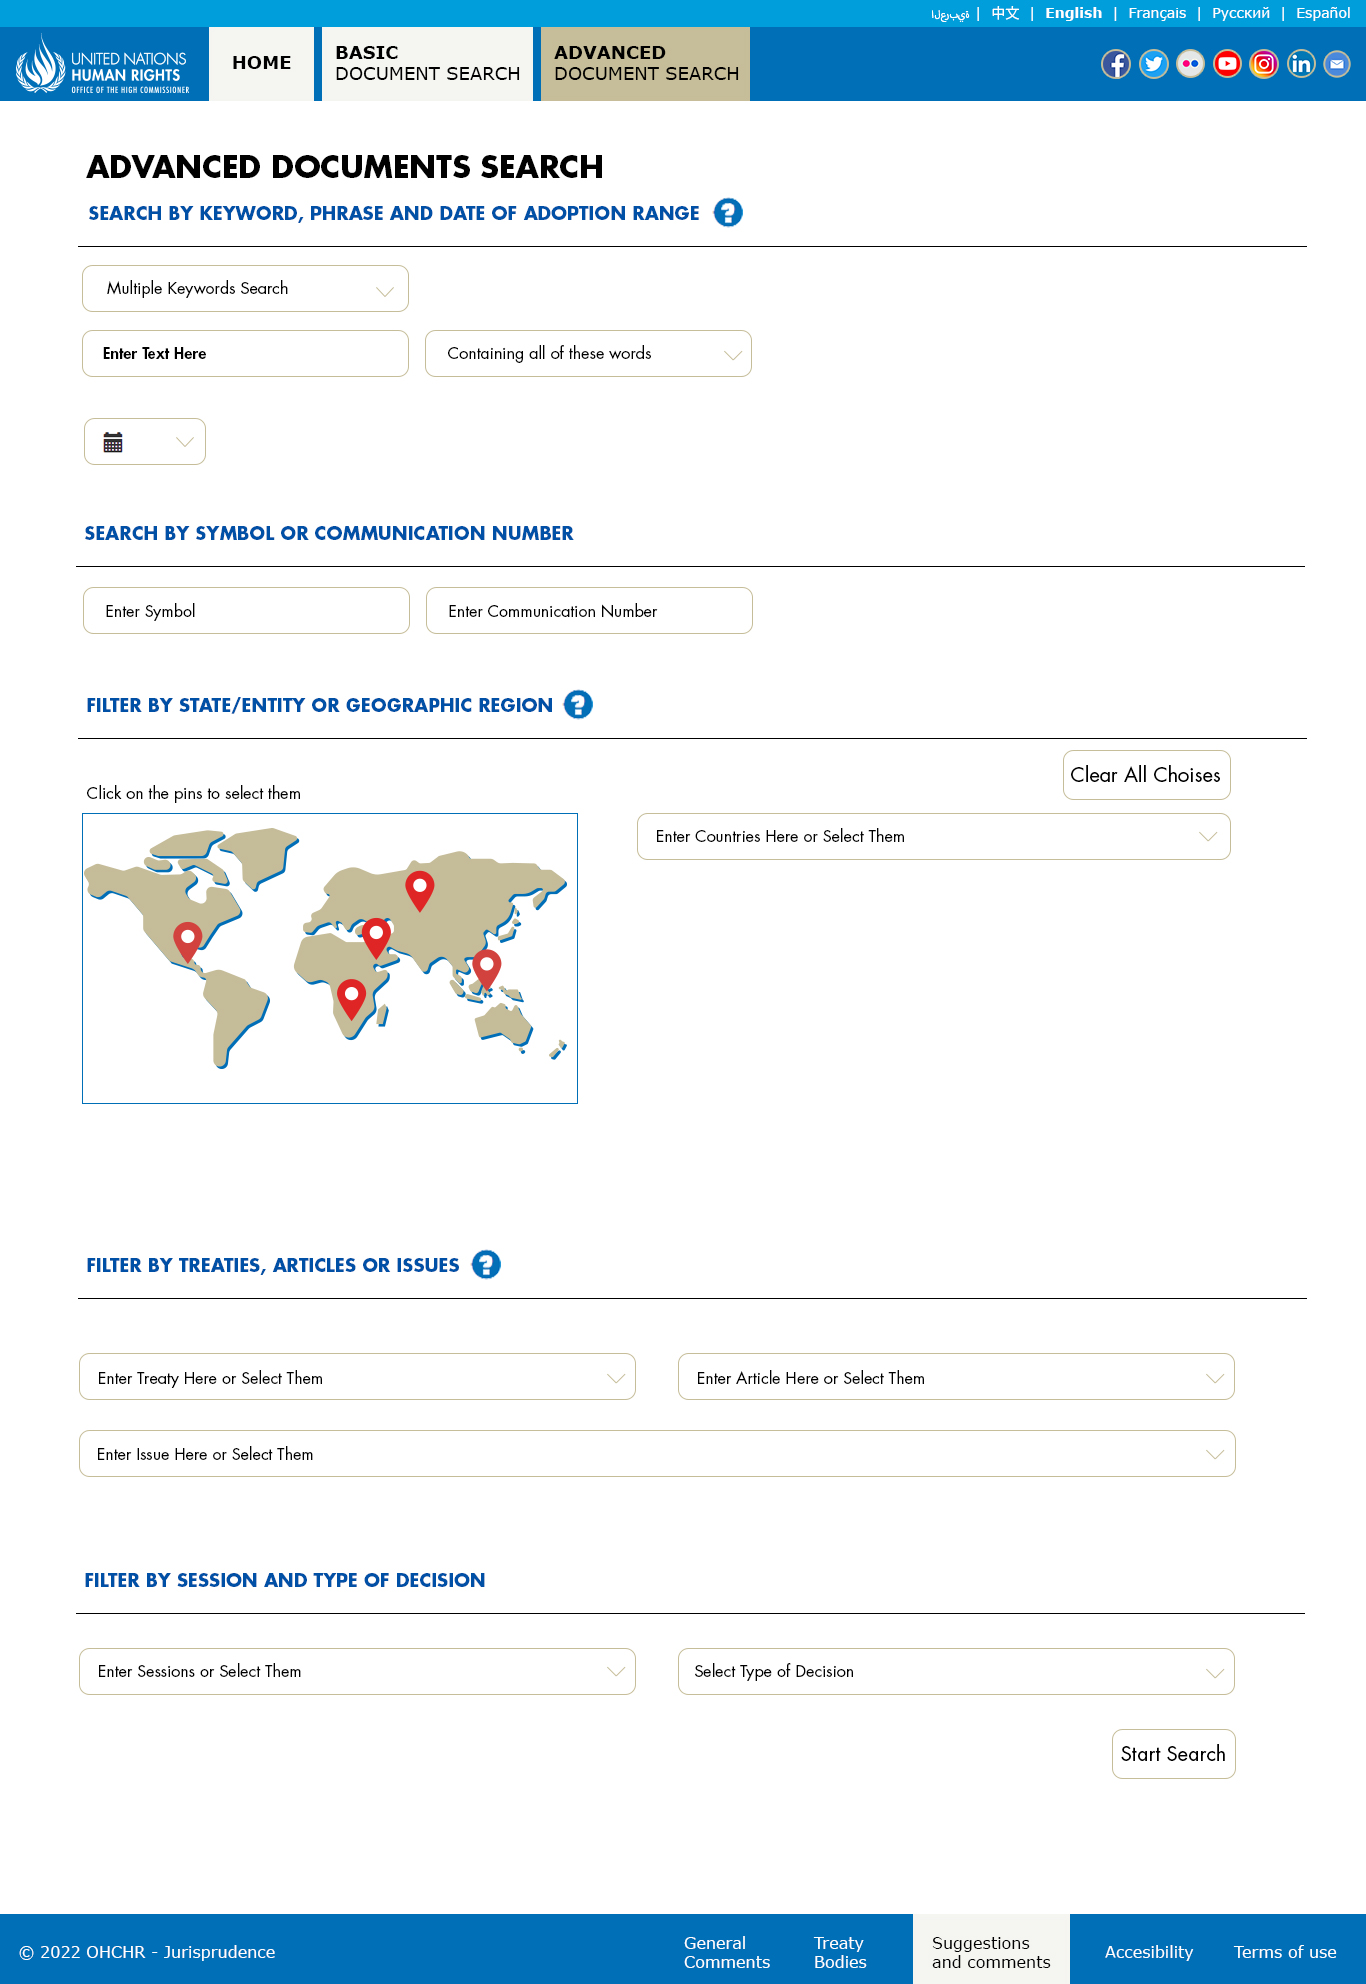 العربية | 中文 | English | Français | Русский | Español
UNITED NATIONS
HUMAN RIGHTS
OFFICE OF THE HIGH COMMISSIONER
HOME
BASIC
DOCUMENT SEARCH
ADVANCED
DOCUMENT SEARCH
ADVANCED DOCUMENTS SEARCH
SEARCH BY KEYWORD, PHRASE AND DATE OF ADOPTION RANGE ?
Multiple Keywords Search
Enter Text Here
Containing all of these words
SEARCH BY SYMBOL OR COMMUNICATION NUMBER
Enter Symbol
Enter Communication Number
FILTER BY STATE/ENTITY OR GEOGRAPHIC REGION ?
Clear All Choises
Click on the pins to select them
Enter Countries Here or Select Them
FILTER BY TREATIES, ARTICLES OR ISSUES ?
Enter Treaty Here or Select Them
Enter Article Here or Select Them
Enter Issue Here or Select Them
FILTER BY SESSION AND TYPE OF DECISION
Enter Sessions or Select Them
Select Type of Decision
Start Search
© 2022 OHCHR - Jurisprudence
General
Comments
Treaty
Bodies
Suggestions
and comments
Accesibility
Terms of use